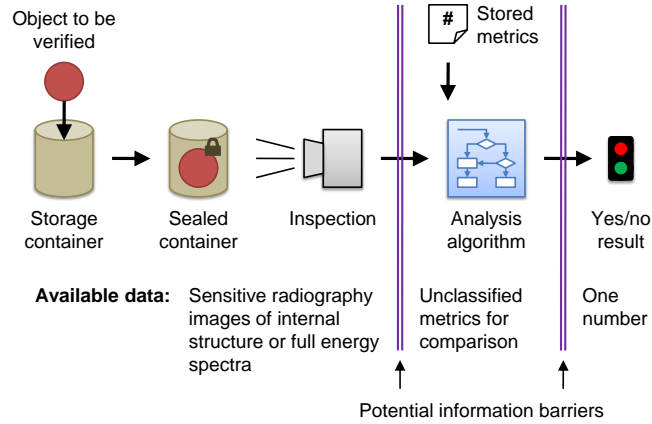 Object to be
verified
#
Stored
metrics
Storage
container
Sealed
container
Inspection
Analysis
algorithm
Yes/no
result
Available data:
Sensitive radiography
images of internal
structure or full energy
spectra
Unclassified
metrics for
comparison
One
number
Potential information barriers